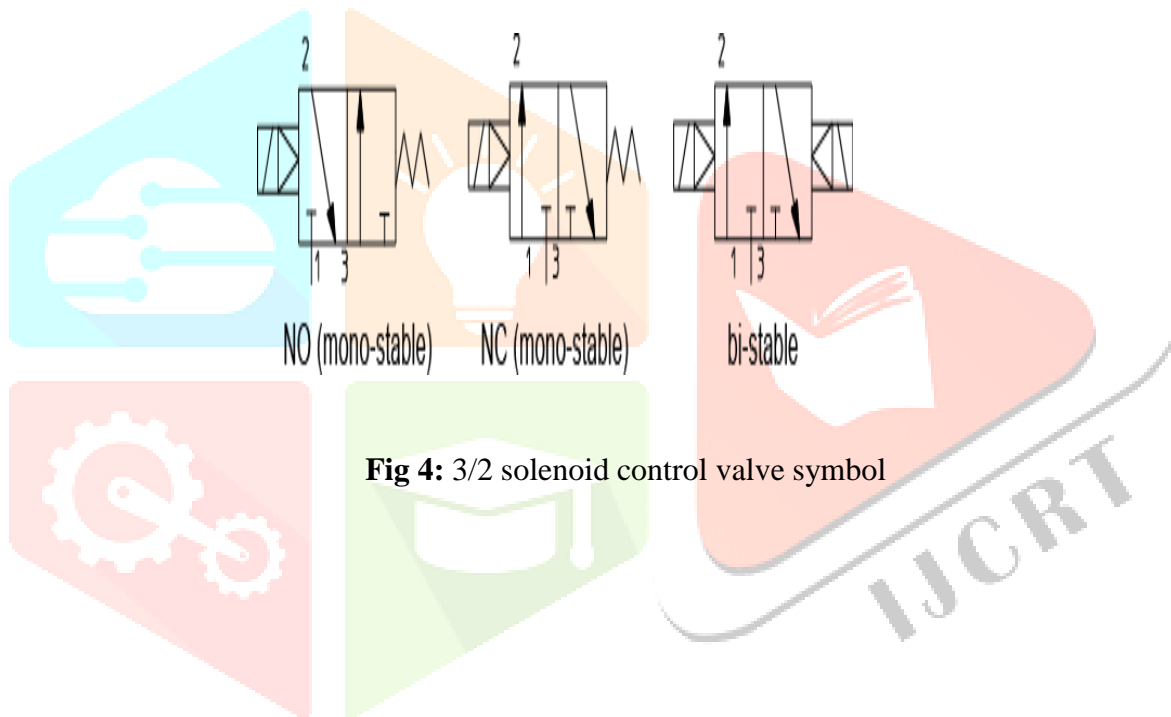 2 2 2
1 3 1 3 1 3
NO (mono-stable) NC (mono-stable) bi-stable
Fig 4: 3/2 solenoid control valve symbol
IJCRT